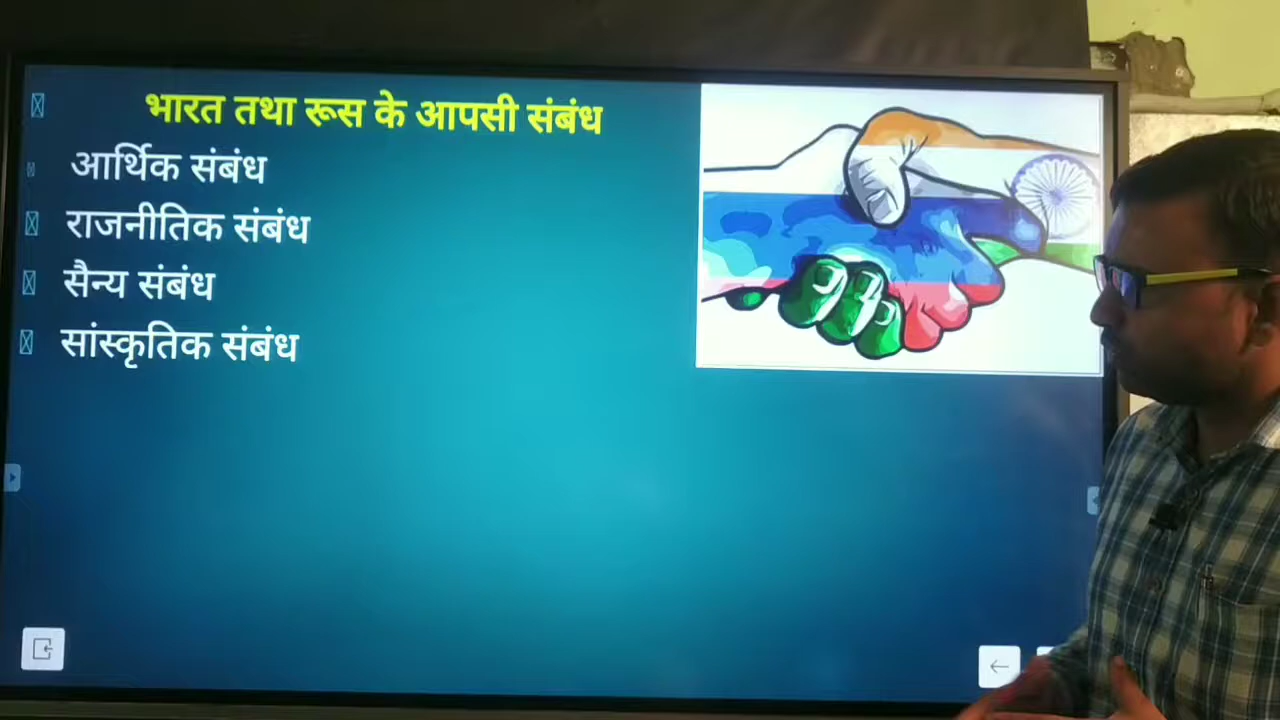 भारत तथा रूस के आपसी संबंध
आर्थिक संबंध
राजनीतिक संबंध
सैन्य संबंध
सांस्कृतिक संबंध